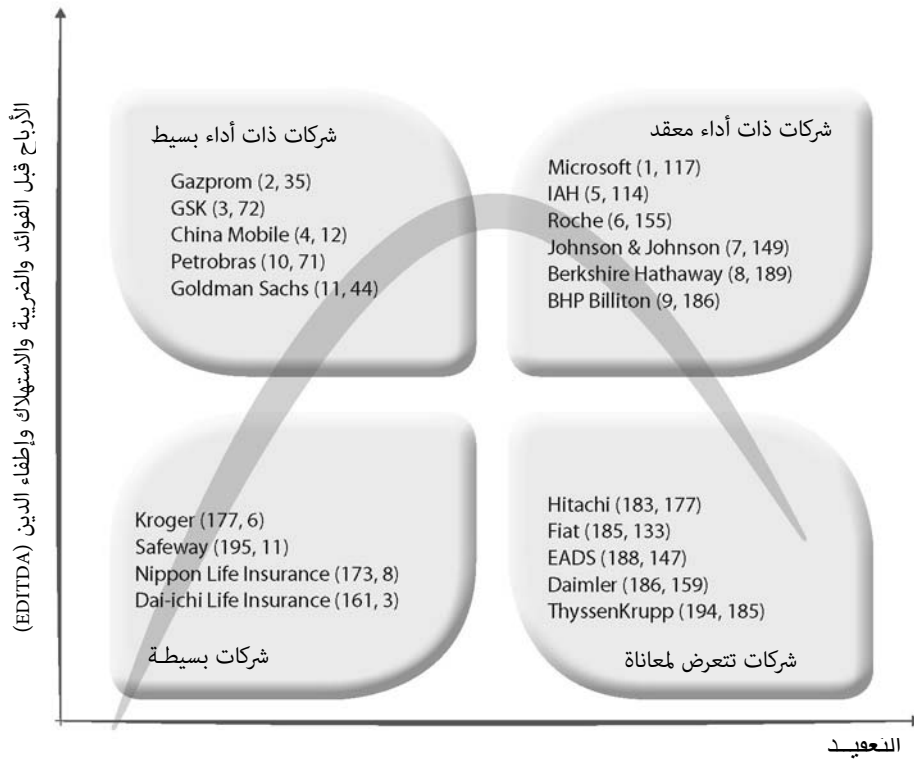 الأرباح قبل الفوائد والضريبة والاستهلاك وإطفاء الدين (EDITDA)
شركات ذات أداء بسيط
Gazprom (2, 35)
GSK (3, 72)
China Mobile (4, 12)
Petrobras (10, 71)
Goldman Sachs (11, 44)
شركات ذات أداء معقد
Microsoft (1, 117)
IAH (5, 114)
Roche (6, 155)
Johnson & Johnson (7, 149)
Berkshire Hathaway (8, 189)
BHP Billiton (9, 186)
Kroger (177, 6)
Safeway (195, 11)
Nippon Life Insurance (173, 8)
Dai-ichi Life Insurance (161, 3)
شركات بسيطـة
Hitachi (183, 177)
Fiat (185, 133)
EADS (188, 147)
Daimler (186, 159)
ThyssenKrupp (194, 185)
شركات تتعرض لمعاناة
التعقيــد